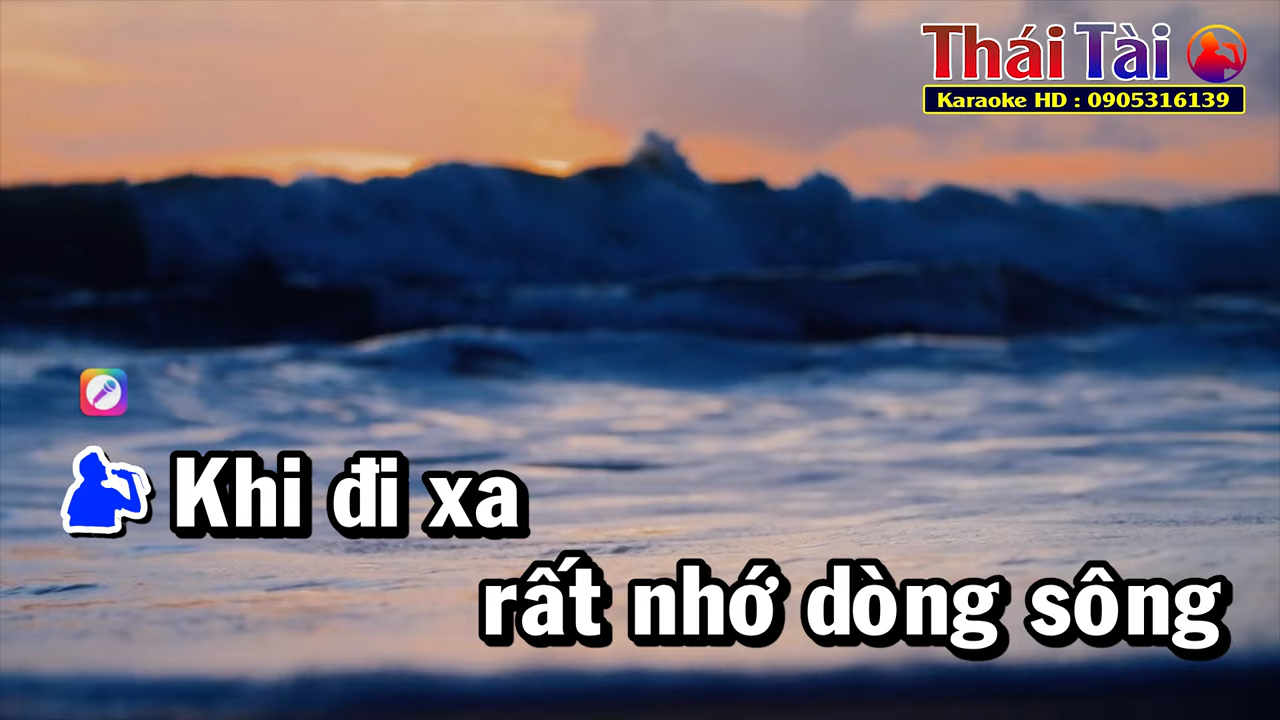 Thái Tài
Karaoke HD : 0905316139
Khi đi xa
rất nhớ dòng sông